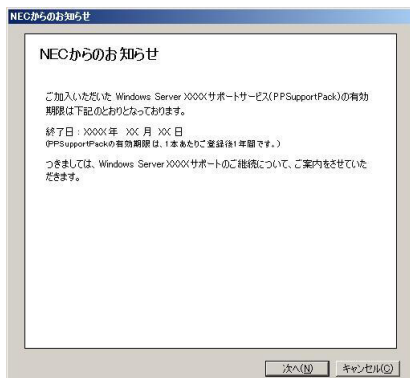 NECからのお知らせ
NECからのお知らせ
ご加入いただいた Windows Server XXXXサポートサービス(PPSupportPack)の有効
期限は下記のとおりとなっております。
終了日：XXXX年 XX 月 XX 日
(PPSupportPackの有効期限は、1本あたりご登録後1年間です。)
つきましては、Windows Server XXXXサポートのご継続について、ご案内をさせていた
だきます。
次へ(N)
キャンセル(C)